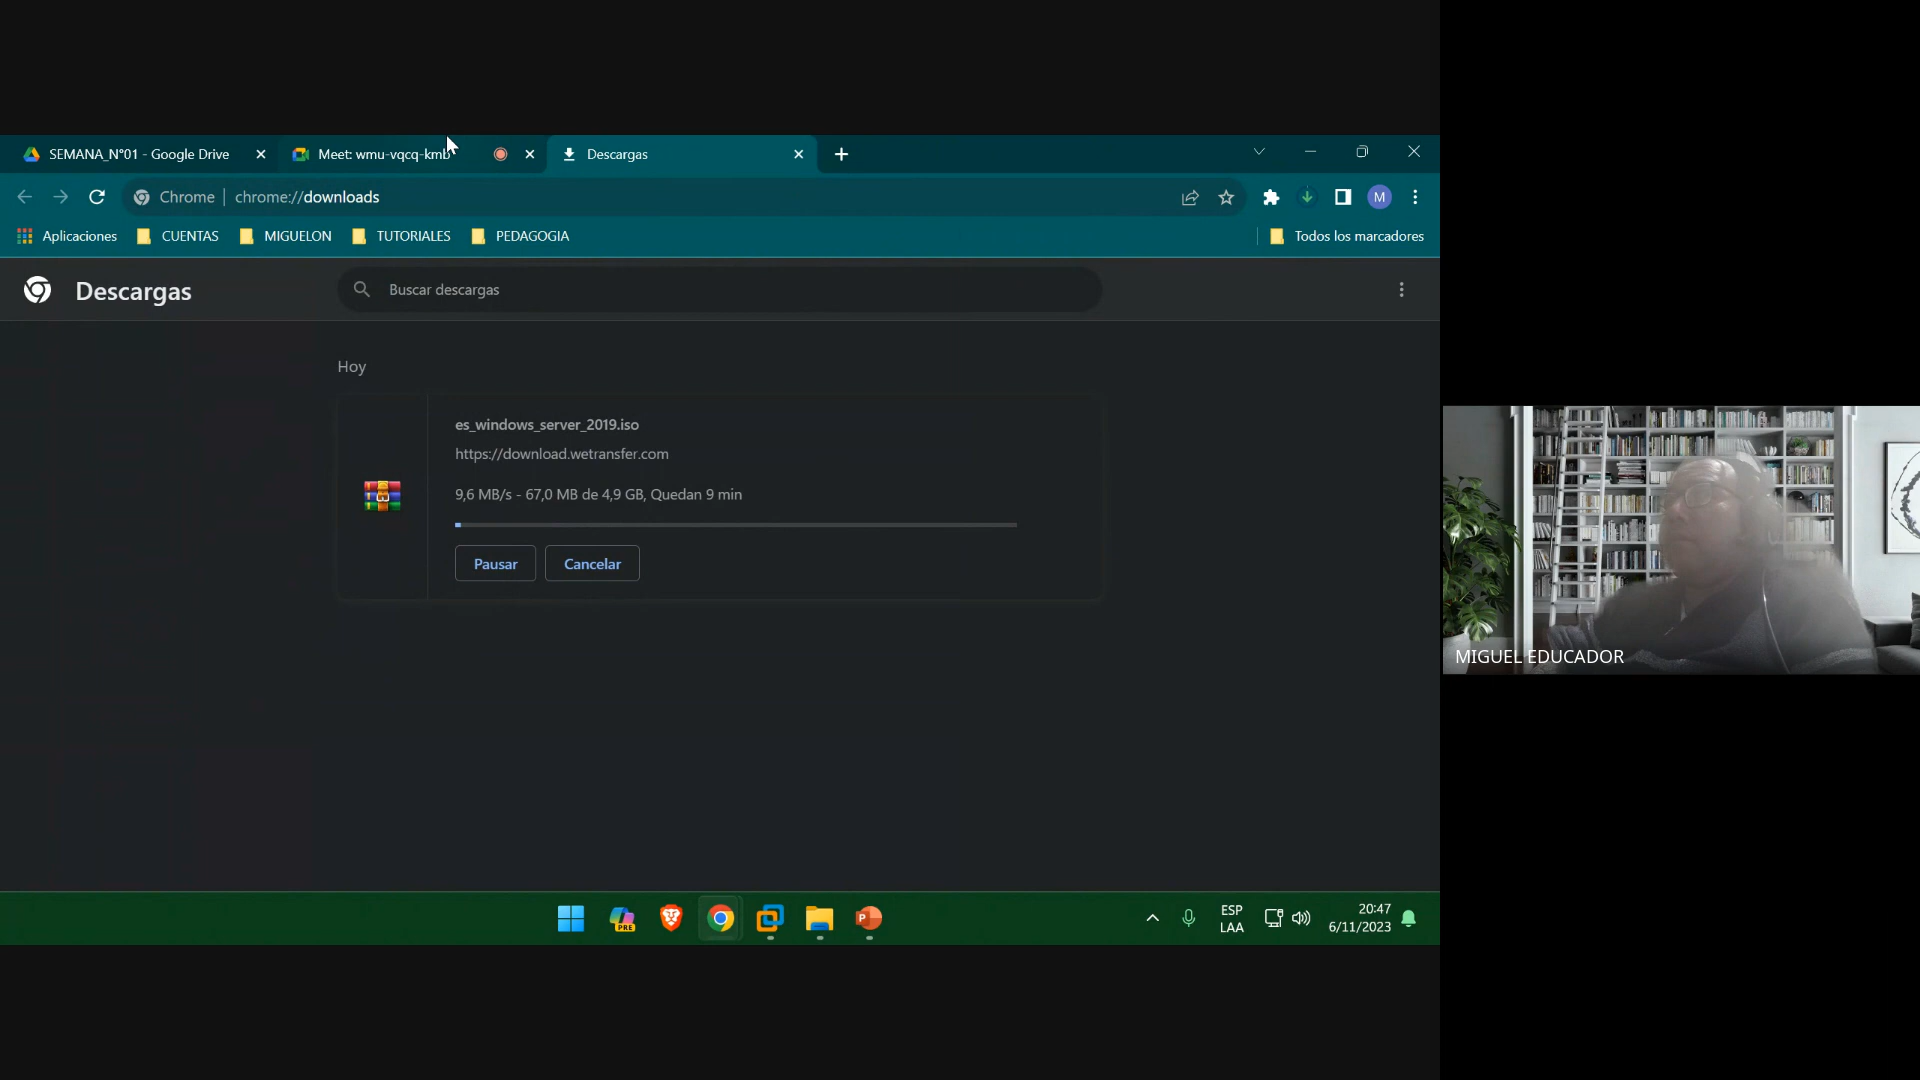 SEMANA_N°01 - Google Drive
Meet: wmu-vqcq-kmb
Descargas
Chrome
chrome://downloads
M
Aplicaciones
CUENTAS
MIGUELON
TUTORIALES
PEDAGOGIA
Todos los marcadores
Descargas
Buscar descargas
Hoy
es_windows_server_2019.iso
https://download.wetransfer.com
9,6 MB/s - 67,0 MB de 4,9 GB, Quedan 9 min
Pausar
Cancelar
MIGUEL EDUCADOR
PRE
ESP
LAA
20:47
6/11/2023